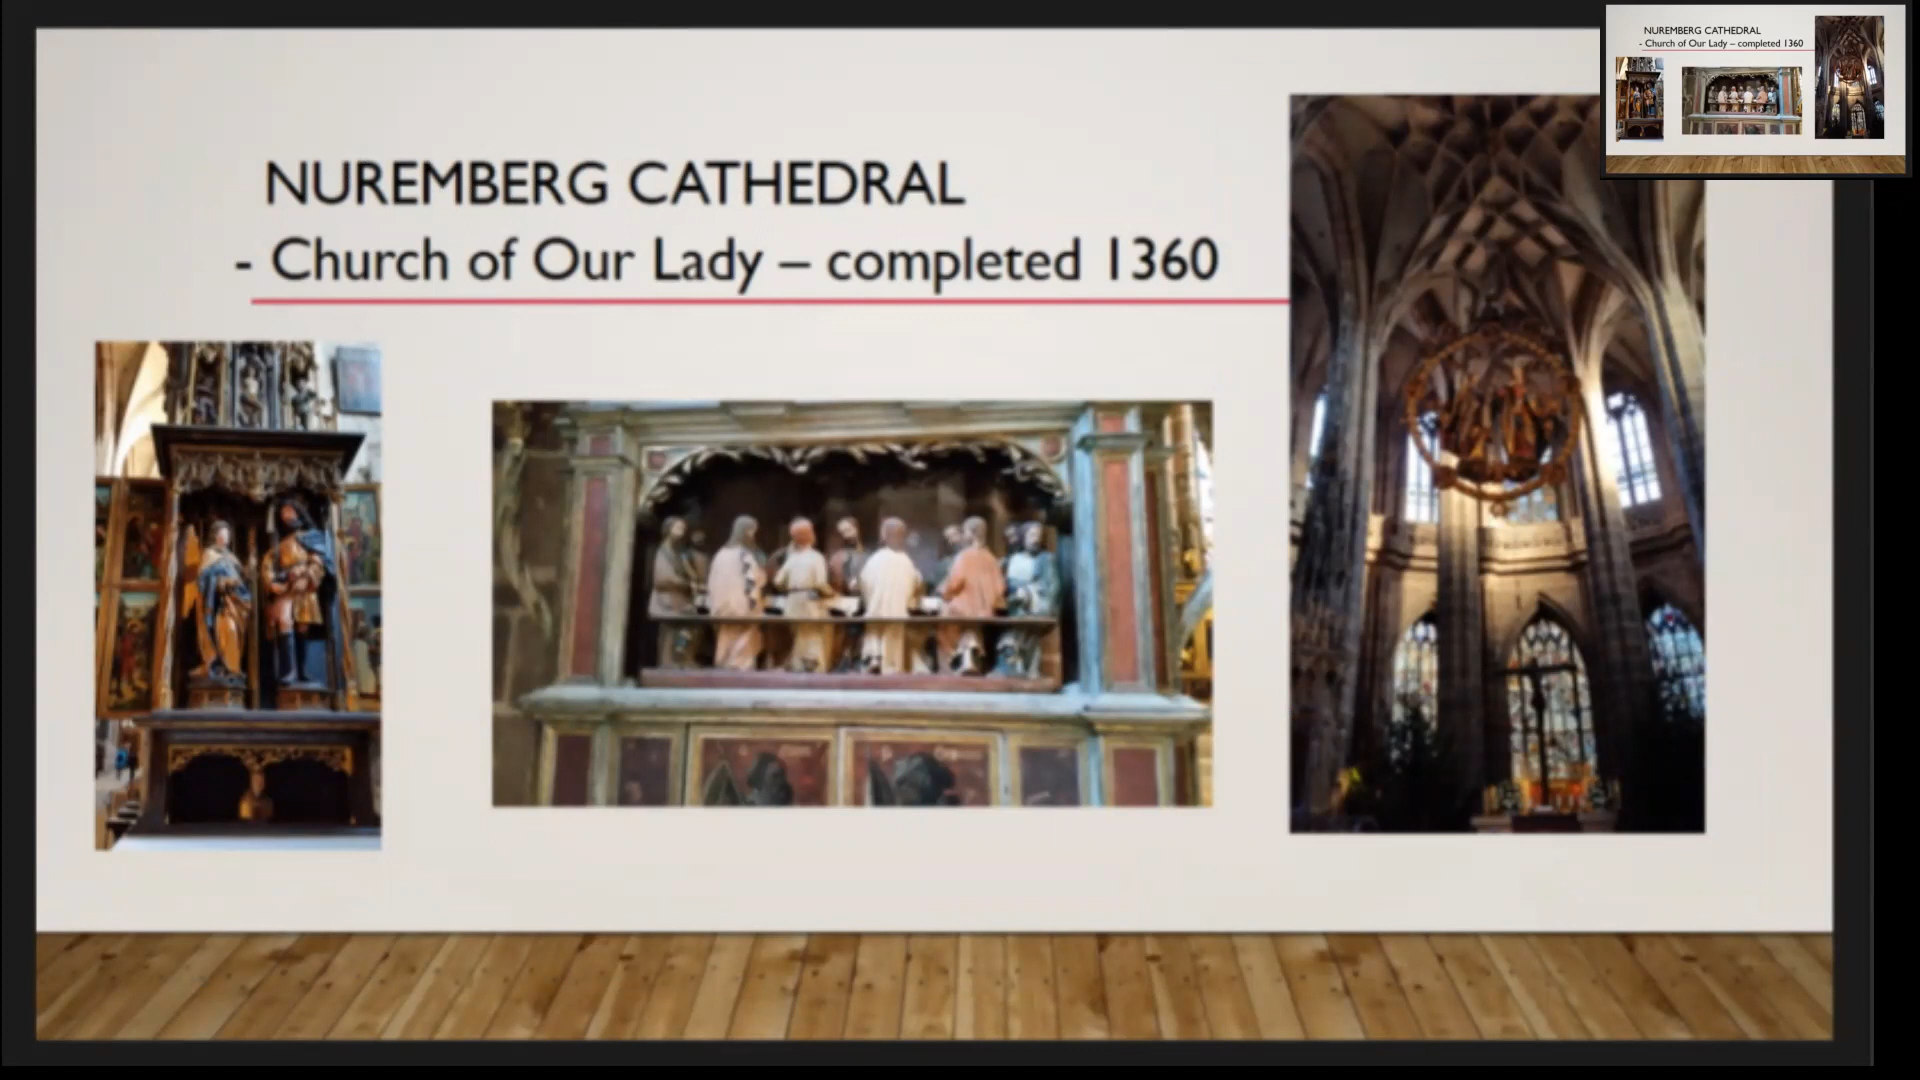 NUREMBERG CATHEDRAL
- Church of Our Lady – completed 1360
NUREMBERG CATHEDRAL
- Church of Our Lady – completed 1360